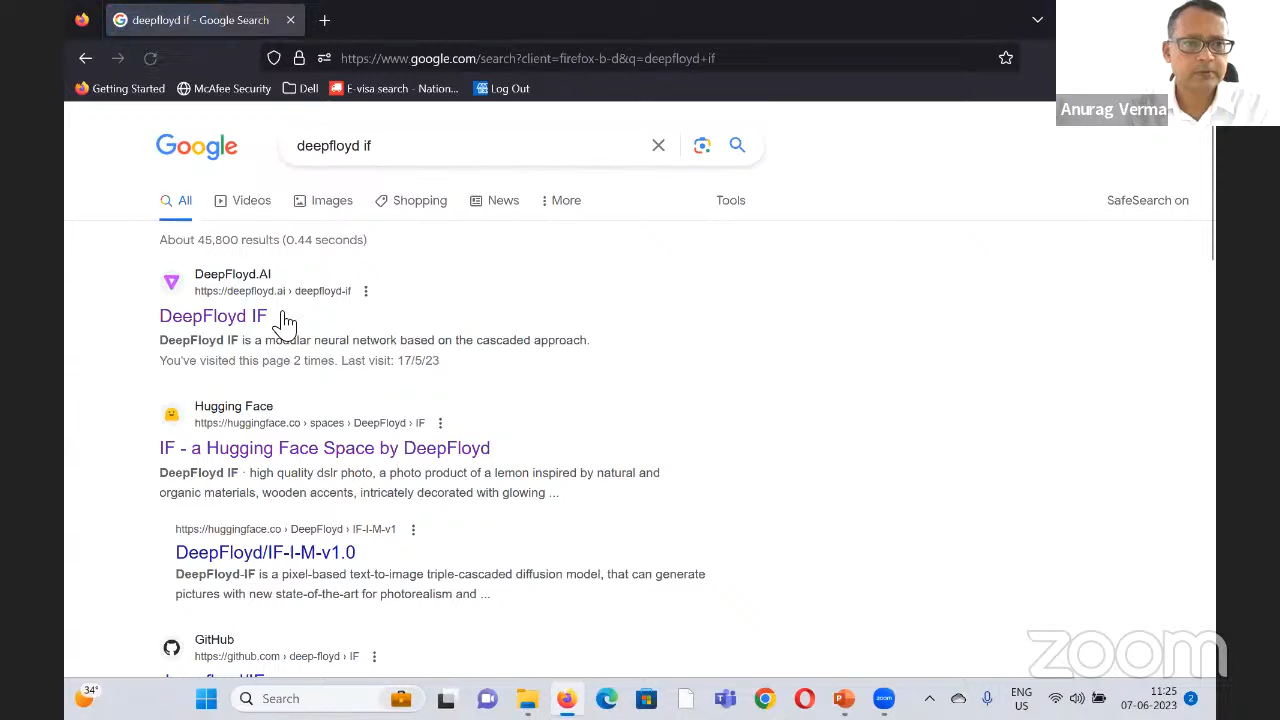 deepfloyd if - Google Search
https://www.google.com/search?client=firefox-b-d&q=deepfloyd+if
Getting Started
McAfee Security
Dell
E-visa search - Nation...
Log Out
Anurag Verma
Google
deepfloyd if
All
Videos
Images
Shopping
News
More
Tools
SafeSearch on
About 45,800 results (0.44 seconds)
DeepFloyd.AI
https://deepfloyd.ai › deepfloyd-if
DeepFloyd IF
DeepFloyd IF is a modular neural network based on the cascaded approach.
You've visited this page 2 times. Last visit: 17/5/23
Hugging Face
https://huggingface.co › spaces › DeepFloyd › IF
IF - a Hugging Face Space by DeepFloyd
DeepFloyd IF · high quality dslr photo, a photo product of a lemon inspired by natural and
organic materials, wooden accents, intricately decorated with glowing ...
https://huggingface.co › DeepFloyd › IF-I-M-v1
DeepFloyd/IF-I-M-v1.0
DeepFloyd-IF is a pixel-based text-to-image triple-cascaded diffusion model, that can generate
pictures with new state-of-the-art for photorealism and ...
GitHub
https://github.com › deep-floyd › IF
zoom
34°
Search
zoom
ENG
US
11:25
07-06-2023
2